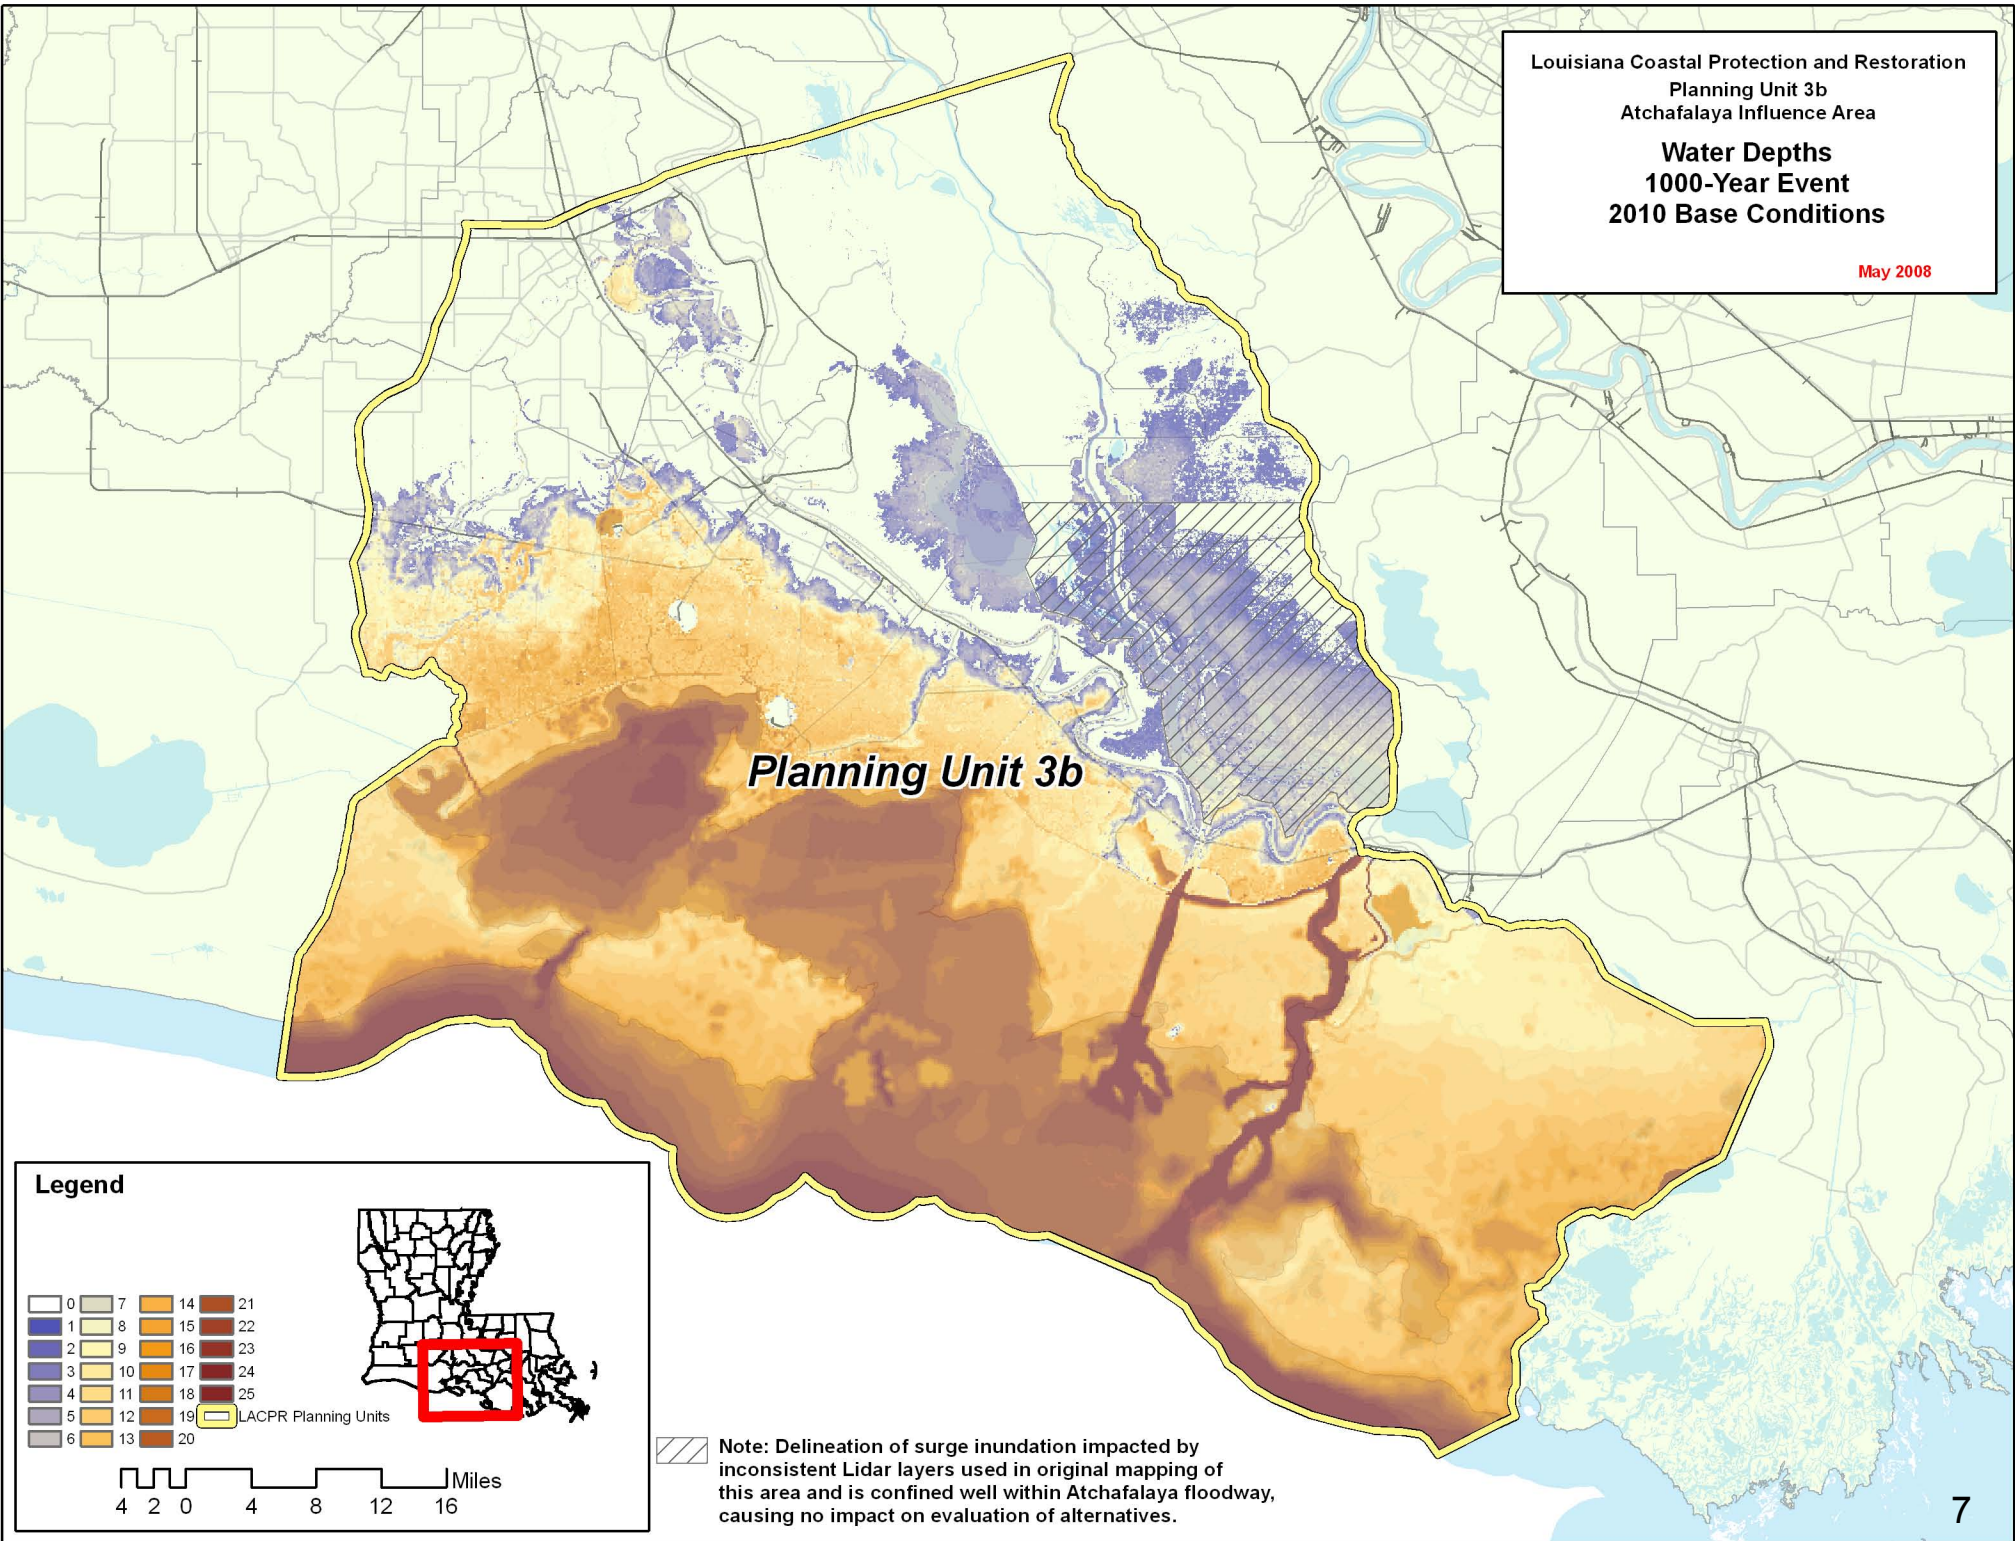 Louisiana Coastal Protection and Restoration
Planning Unit 3b
Atchafalaya Influence Area
Water Depths
1000-Year Event
2010 Base Conditions
May 2008
Planning Unit 3b
Legend
0 7 14 21
1 8 15 22
2 9 16 23
3 10 17 24
4 11 18 25
5 12 19 LACPR Planning Units
6 13 20
Miles
4 2 0 4 8 12 16
Note: Delineation of surge inundation impacted by
inconsistent Lidar layers used in original mapping of
this area and is confined well within Atchafalaya floodway,
causing no impact on evaluation of alternatives.
7